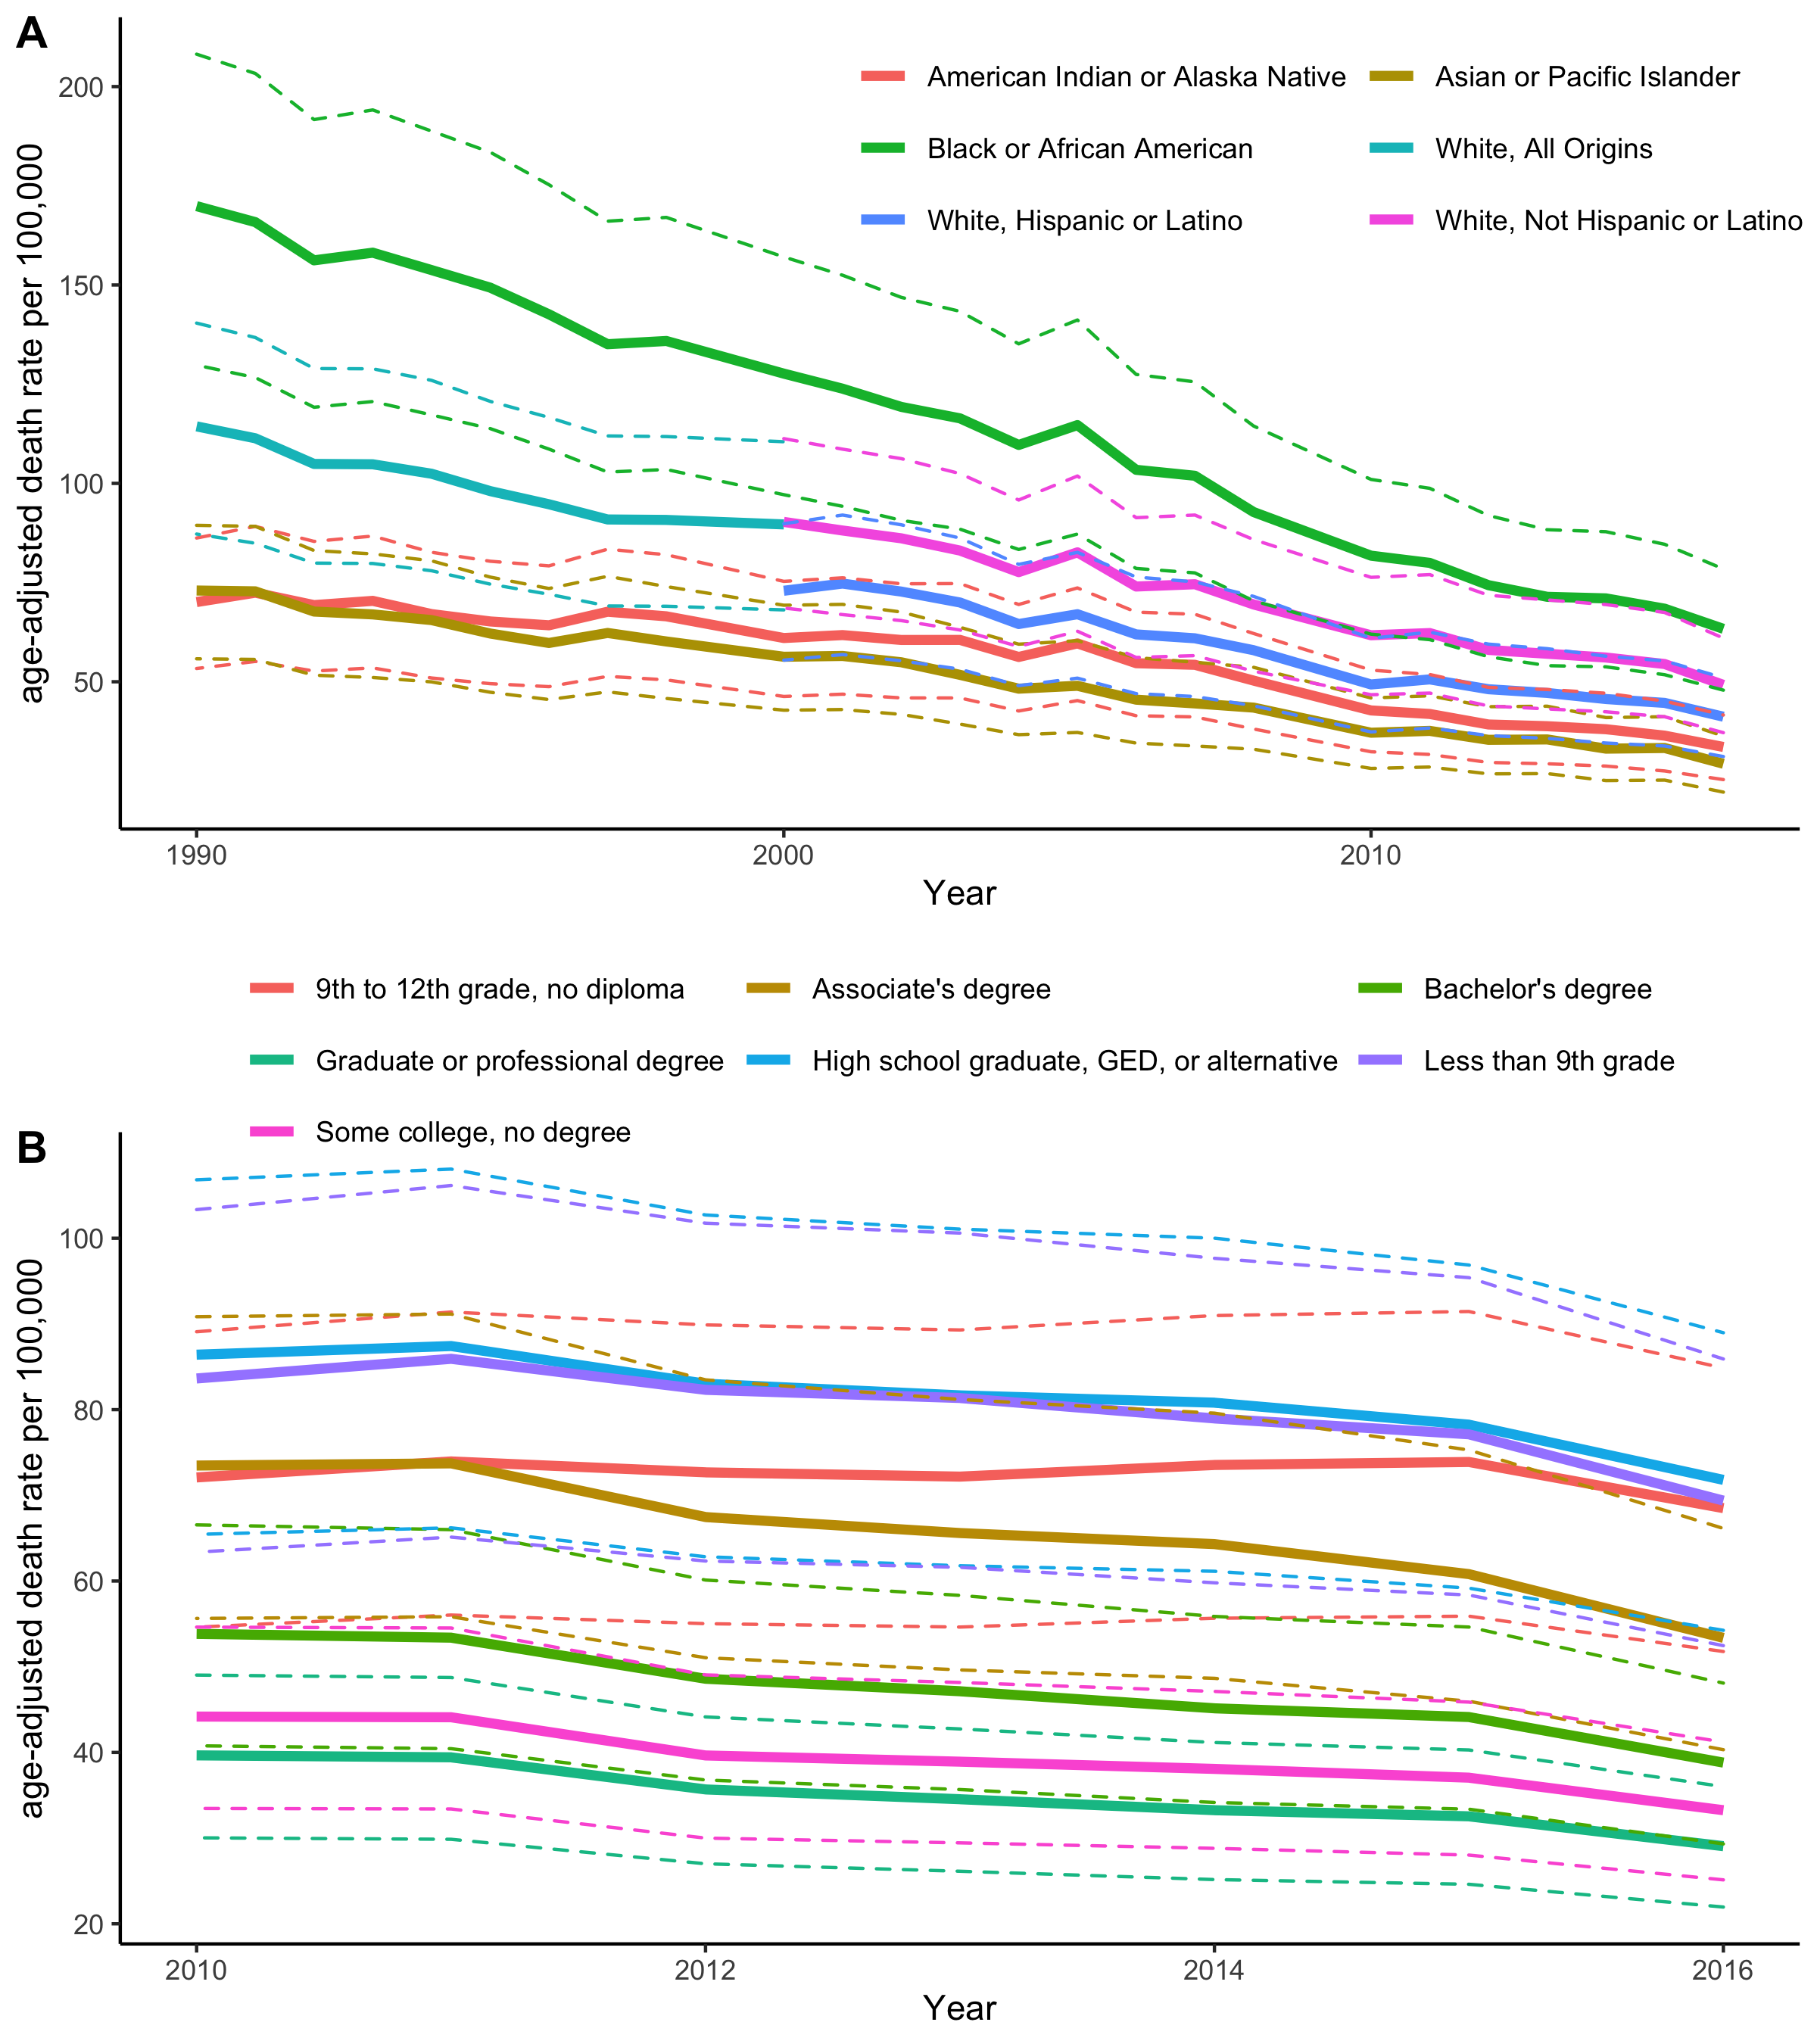 A
age-adjusted death rate per 100,000
200
150
100
50
American Indian or Alaska Native
Asian or Pacific Islander
Black or African American
White, All Origins
White, Hispanic or Latino
White, Not Hispanic or Latino
1990
2000
2010
Year
9th to 12th grade, no diploma
Associate's degree
Bachelor's degree
Graduate or professional degree
High school graduate, GED, or alternative
Less than 9th grade
Some college, no degree
B
age-adjusted death rate per 100,000
100
80
60
40
20
2010
2012
2014
2016
Year